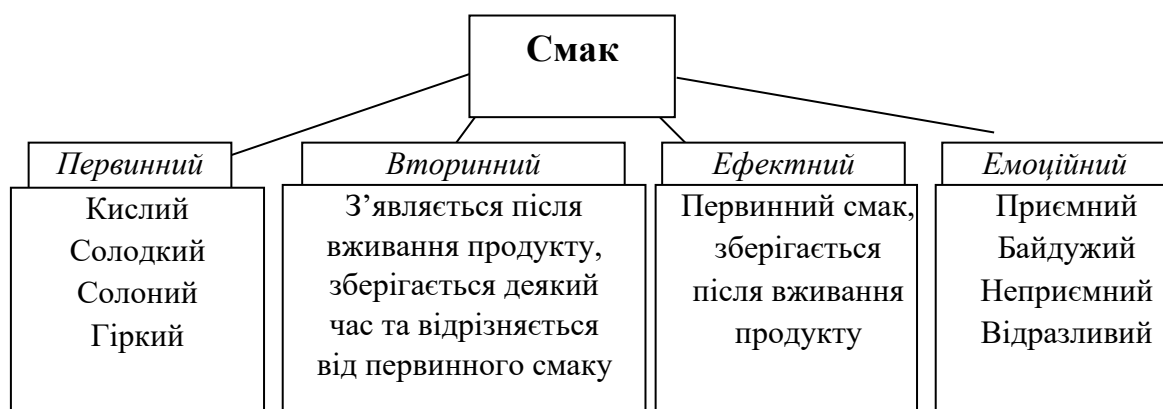 Смак
Первинний
Кислий
Солодкий
Солоний
Гіркий
Вторинний
З’являється після
вживання продукту,
зберігається деякий
час та відрізняється
від первинного смаку
Ефектний
Первинний смак,
зберігається
після вживання
продукту
Емоційний
Приємний
Байдужий
Неприємний
Відразливий